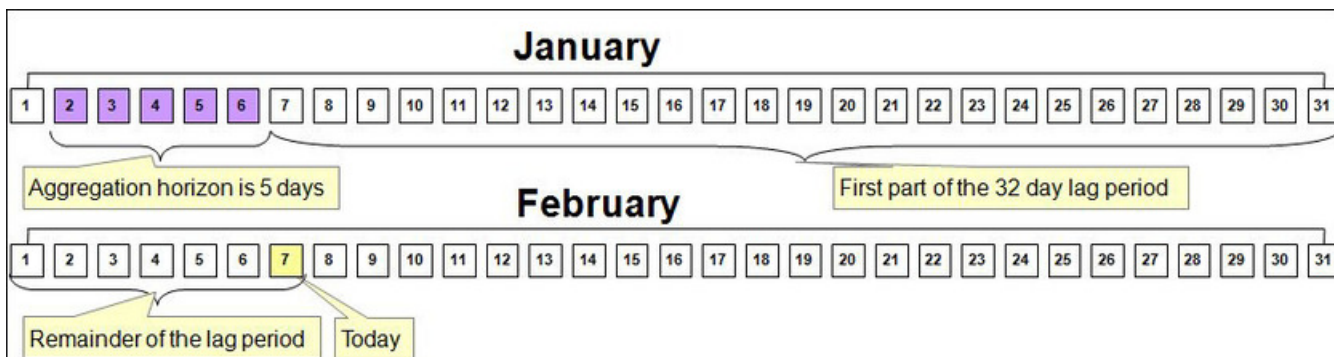 January
1 2 3 4 5 6 7 8 9 10 11 12 13 14 15 16 17 18 19 20 21 22 23 24 25 26 27 28 29 30 31
Aggregation horizon is 5 days
First part of the 32 day lag period
February
1 2 3 4 5 6 7 8 9 10 11 12 13 14 15 16 17 18 19 20 21 22 23 24 25 26 27 28 29 30 31
Remainder of the lag period
Today